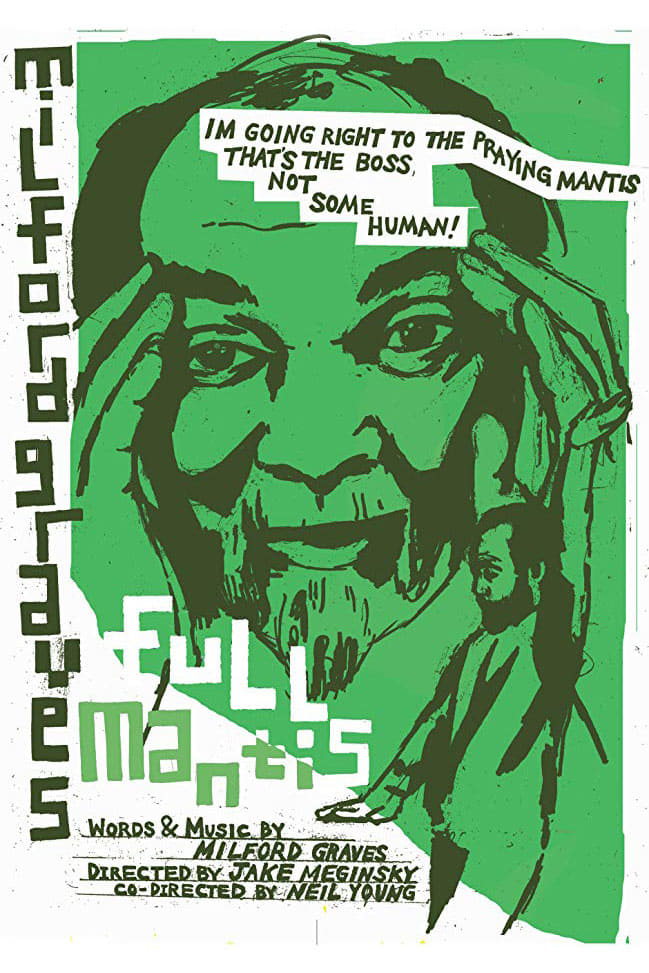 milford graves
I'M GOING RIGHT TO THE PRAYING MANTIS
THAT'S THE BOSS,
NOT
SOME
HUMAN!
full
mantis
WORDS & MUSIC BY
MILFORD GRAVES
DIRECTED BY JAKE MEGINSKY
CO-DIRECTED BY NEIL YOUNG